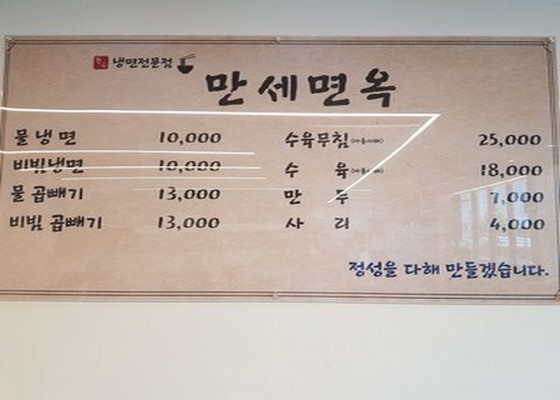 냉면전문점
만세면옥
물냉면 10,000 수육무침 25,000
비빔냉면 10,000 수육 18,000
물 곱빼기 13,000 만두 7,000
비빔 곱빼기 13,000 사리 4,000
정성을 다해 만들겠습니다.